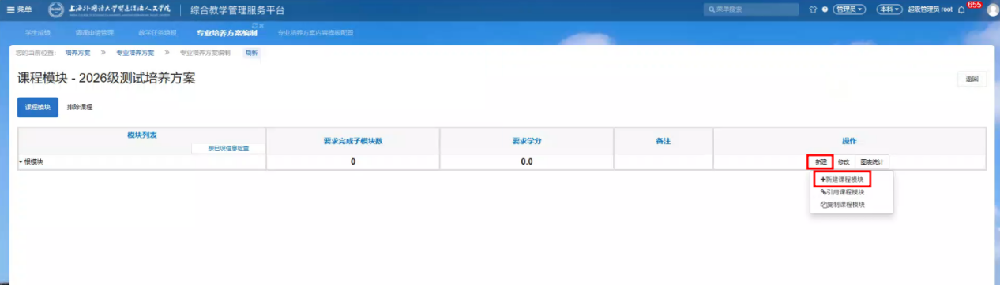 菜单 上海外国语大学贤达经济人文学院 综合教学管理服务平台 菜单搜索 管理员 本科 超级管理员 root 655
学生成绩 调课申请管理 教学任务填报 专业培养方案编制 专业培养方案内容模板配置
您的当前位置: 培养方案 » 专业培养方案 » 专业培养方案编制 刷新
课程模块 - 2026级测试培养方案 返回
课程模块 排除课程
模块列表 按已设信息检查 要求完成子模块数 要求学分 备注 操作
根模块 0 0.0 新建 修改 图表统计
新建课程模块
引用课程模块
复制课程模块